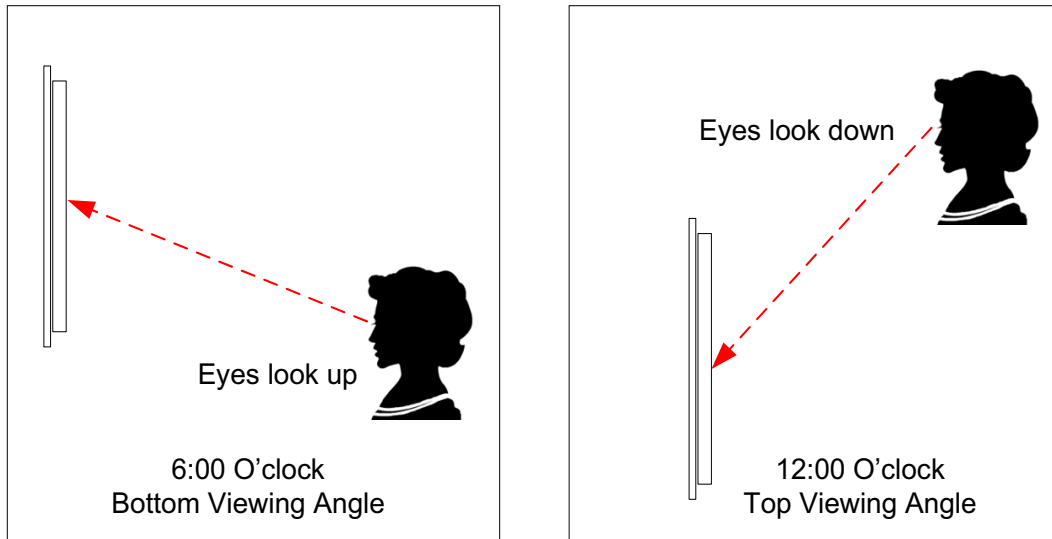 Eyes look up
6:00 O’clock
Bottom Viewing Angle
Eyes look down
12:00 O’clock
Top Viewing Angle